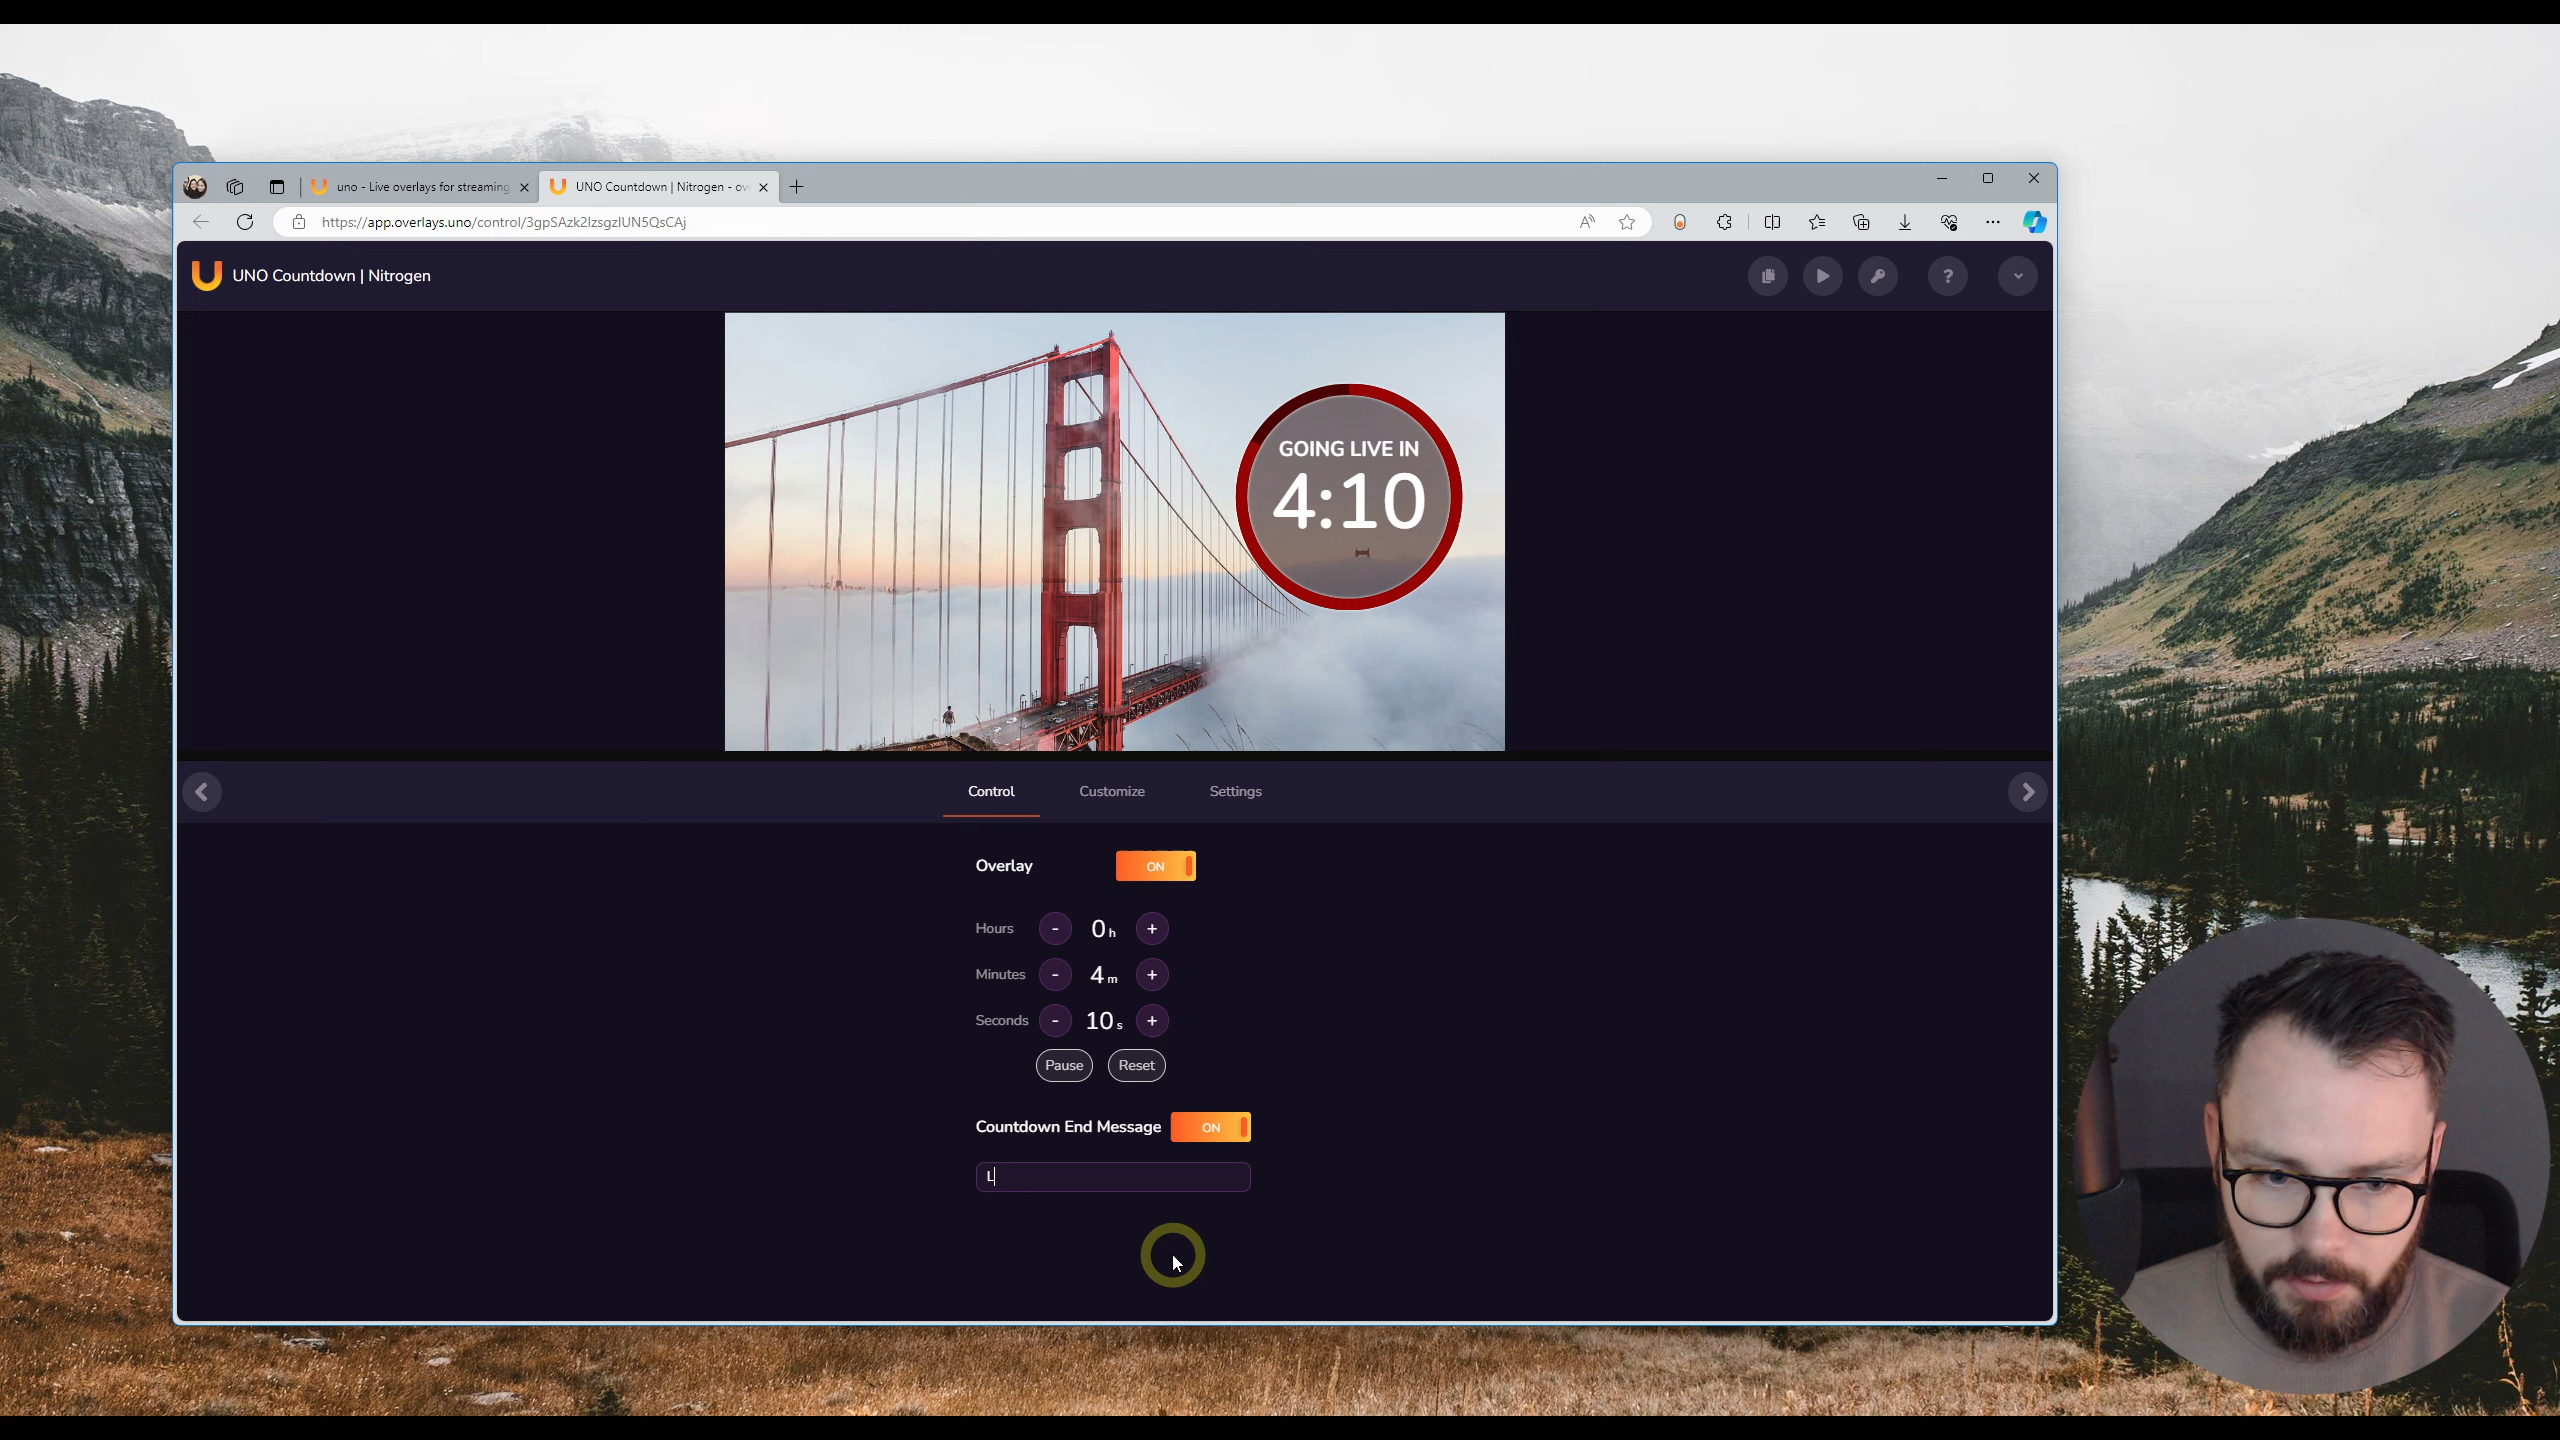 uno - Live overlays for streaming
UNO Countdown | Nitrogen - ov
https://app.overlays.uno/control/3gpSAzk2lzsgzIUN5QsCAj
UNO Countdown | Nitrogen
?
GOING LIVE IN
4:10
Control
Customize
Settings
Overlay
ON
Hours - 0 h +
Minutes - 4 m +
Seconds - 10 s +
Pause
Reset
Countdown End Message
ON
L